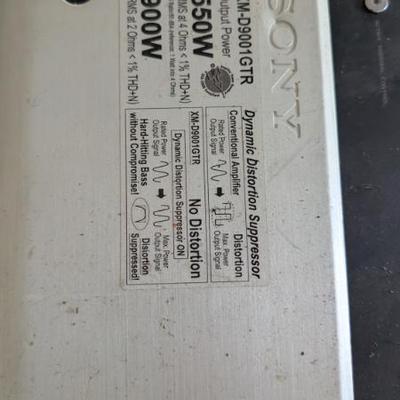 SONY
XM-D9001GTR
Output Power
550W
RMS at 4 Ohms < 1% THD+N)
900W
RMS at 2 Ohms < 1% THD+N)
Dynamic Distortion Suppressor
Conventional Amplifier
Distortion
Rated Power
Output Signal
Max. Power
Output Signal
XM-D9001GTR
No Distortion
Dynamic Distortion Suppressor ON
Rated Power
Output Signal
Max. Power
Output Signal
Hard-Hitting Bass
without Compromise!
Distortion
Suppressed!